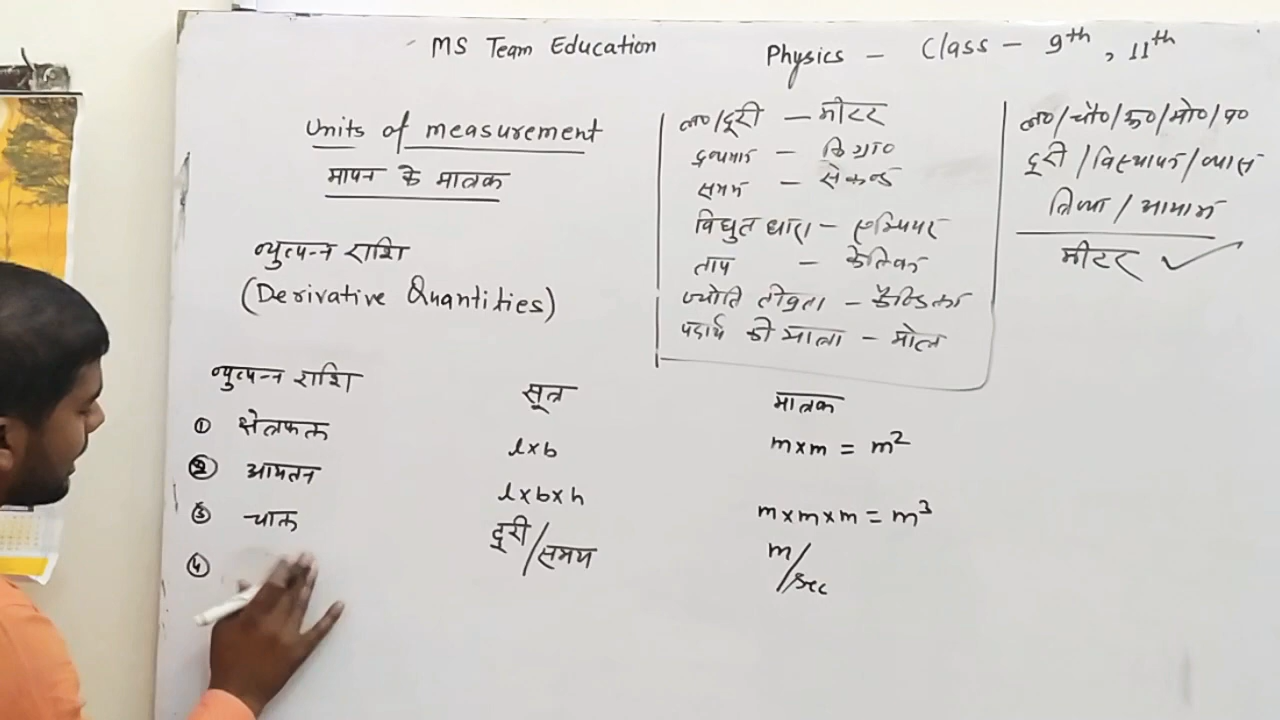 MS Team Education
Physics - Class - 9th, 11th
Units of measurement
मापन के मात्रक
व्युत्पन्न राशि
(Derivative Quantities)
ल०/दूरी - मीटर
द्रव्यमान - किग्रा०
समय - सेकण्ड
विद्युत धारा - एम्पियर
ताप - केल्विन
ज्योति तीव्रता - कैण्डिला
पदार्थ की मात्रा - मोल
ल०/चौ०/ऊ०/मो०/प०
दूरी/विस्थापन/व्यास
त्रिज्या/आयाम
मीटर ✓
व्युत्पन्न राशि सूत्र मात्रक
① क्षेत्रफल l×b m×m = m²
② आयतन l×b×h m×m×m = m³
③ चाल दूरी/समय m/sec
④